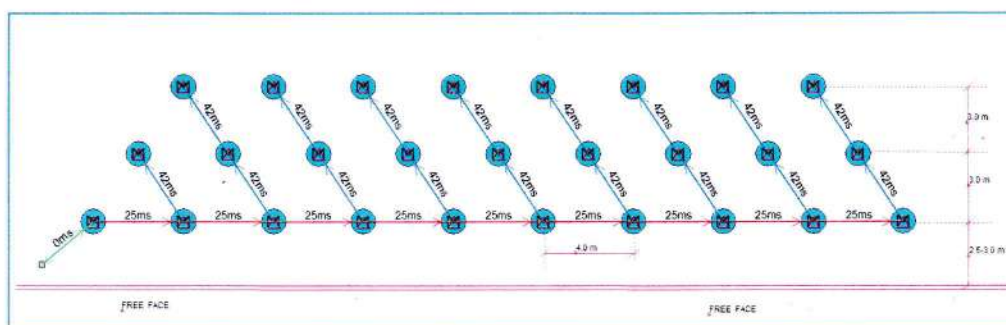 42ms 42ms 42ms 42ms 42ms 42ms 42ms 42ms
3.0 m
42ms 42ms 42ms 42ms 42ms 42ms 42ms 42ms 42ms
3.0 m
25ms 25ms 25ms 25ms 25ms 25ms 25ms 25ms 25ms
0ms
4.0 m
2.5-3.0 m
FREE FACE
FREE FACE